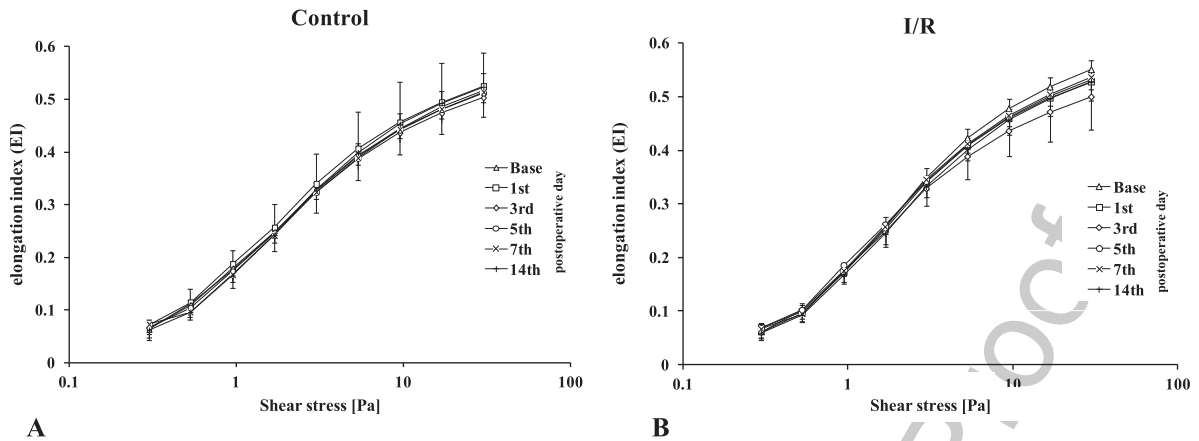 Control
elongation index (EI)
0.6
0.5
0.4
0.3
0.2
0.1
0
0.1
1
10
100
Shear stress [Pa]
Base
1st
3rd
5th
7th
14th
postoperative day
A
I/R
elongation index (EI)
0.6
0.5
0.4
0.3
0.2
0.1
0
0.1
1
10
100
Shear stress [Pa]
Base
1st
3rd
5th
7th
14th
postoperative day
B